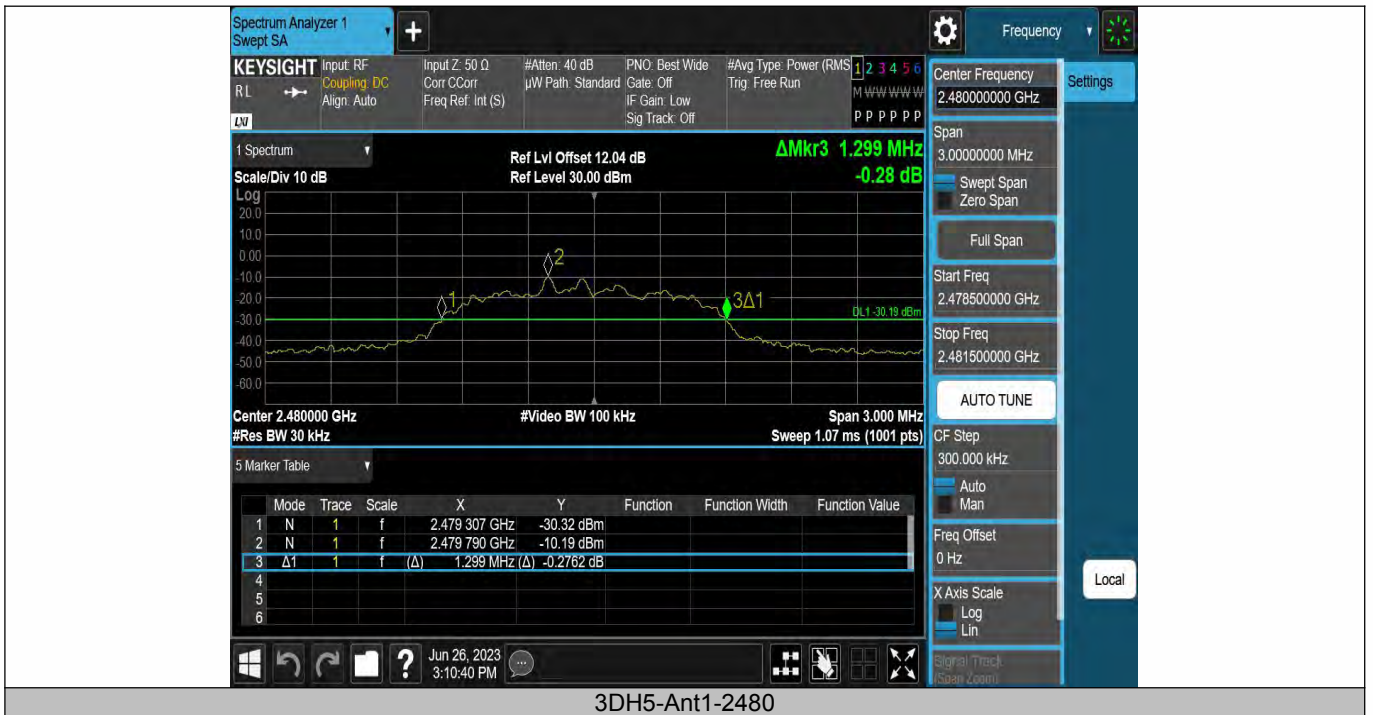 Spectrum Analyzer 1
Swept SA
+
Frequency
KEYSIGHT
RL
LXI
Input: RF
Coupling: DC
Align: Auto
Input Z: 50 Ω
Corr CCorr
Freq Ref: Int (S)
#Atten: 40 dB
µW Path: Standard
PNO: Best Wide
Gate: Off
IF Gain: Low
Sig Track: Off
#Avg Type: Power (RMS
Trig: Free Run
1 2 3 4 5 6
M W W W W W
P P P P P P
1 Spectrum
Scale/Div 10 dB
Ref Lvl Offset 12.04 dB
Ref Level 30.00 dBm
ΔMkr3 1.299 MHz
-0.28 dB
Log
20.0
10.0
0.00
-10.0
-20.0
-30.0
-40.0
-50.0
-60.0
1
2
3Δ1
DL1 -30.19 dBm
Center 2.480000 GHz
#Video BW 100 kHz
Span 3.000 MHz
#Res BW 30 kHz
Sweep 1.07 ms (1001 pts)
5 Marker Table
Mode Trace Scale X Y Function Function Width Function Value
1 N 1 f 2.479 307 GHz -30.32 dBm
2 N 1 f 2.479 790 GHz -10.19 dBm
3 Δ1 1 f (Δ) 1.299 MHz (Δ) -0.2762 dB
4
5
6
?
Jun 26, 2023
3:10:40 PM
Center Frequency
2.480000000 GHz
Span
3.00000000 MHz
Swept Span
Zero Span
Full Span
Start Freq
2.478500000 GHz
Stop Freq
2.481500000 GHz
AUTO TUNE
CF Step
300.000 kHz
Auto
Man
Freq Offset
0 Hz
X Axis Scale
Log
Lin
Signal Track
(Span Zoom)
Settings
Local
3DH5-Ant1-2480